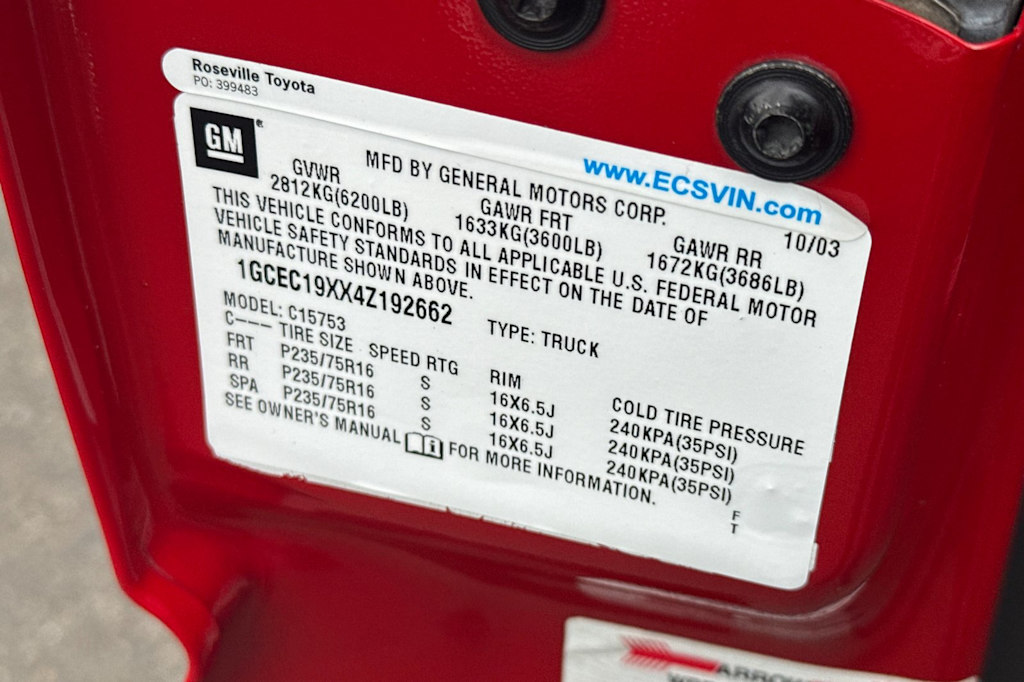 Roseville Toyota
PO: 399483
www.ECSVIN.com
GM®
MFD BY GENERAL MOTORS CORP. 10/03
GVWR GAWR FRT GAWR RR
2812KG(6200LB) 1633KG(3600LB) 1672KG(3686LB)
THIS VEHICLE CONFORMS TO ALL APPLICABLE U.S. FEDERAL MOTOR
VEHICLE SAFETY STANDARDS IN EFFECT ON THE DATE OF
MANUFACTURE SHOWN ABOVE.
1GCEC19XX4Z192662 TYPE: TRUCK
MODEL: C15753
C--- TIRE SIZE SPEED RTG RIM COLD TIRE PRESSURE
FRT P235/75R16 S 16X6.5J 240KPA(35PSI)
RR P235/75R16 S 16X6.5J 240KPA(35PSI)
SPA P235/75R16 S 16X6.5J 240KPA(35PSI)
SEE OWNER'S MANUAL FOR MORE INFORMATION.
F
T